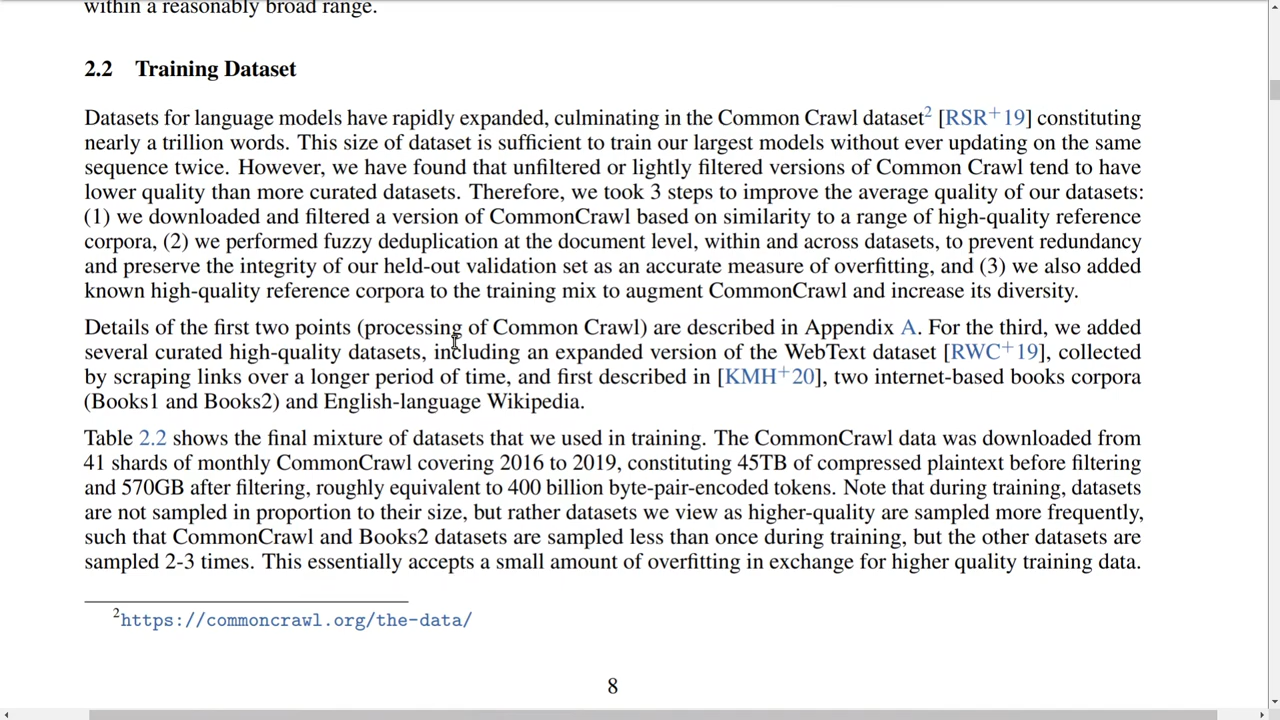 within a reasonably broad range.
2.2 Training Dataset
Datasets for language models have rapidly expanded, culminating in the Common Crawl dataset2 [RSR+19] constituting
nearly a trillion words. This size of dataset is sufficient to train our largest models without ever updating on the same
sequence twice. However, we have found that unfiltered or lightly filtered versions of Common Crawl tend to have
lower quality than more curated datasets. Therefore, we took 3 steps to improve the average quality of our datasets:
(1) we downloaded and filtered a version of CommonCrawl based on similarity to a range of high-quality reference
corpora, (2) we performed fuzzy deduplication at the document level, within and across datasets, to prevent redundancy
and preserve the integrity of our held-out validation set as an accurate measure of overfitting, and (3) we also added
known high-quality reference corpora to the training mix to augment CommonCrawl and increase its diversity.
Details of the first two points (processing of Common Crawl) are described in Appendix A. For the third, we added
several curated high-quality datasets, including an expanded version of the WebText dataset [RWC+19], collected
by scraping links over a longer period of time, and first described in [KMH+20], two internet-based books corpora
(Books1 and Books2) and English-language Wikipedia.
Table 2.2 shows the final mixture of datasets that we used in training. The CommonCrawl data was downloaded from
41 shards of monthly CommonCrawl covering 2016 to 2019, constituting 45TB of compressed plaintext before filtering
and 570GB after filtering, roughly equivalent to 400 billion byte-pair-encoded tokens. Note that during training, datasets
are not sampled in proportion to their size, but rather datasets we view as higher-quality are sampled more frequently,
such that CommonCrawl and Books2 datasets are sampled less than once during training, but the other datasets are
sampled 2-3 times. This essentially accepts a small amount of overfitting in exchange for higher quality training data.
2https://commoncrawl.org/the-data/
8